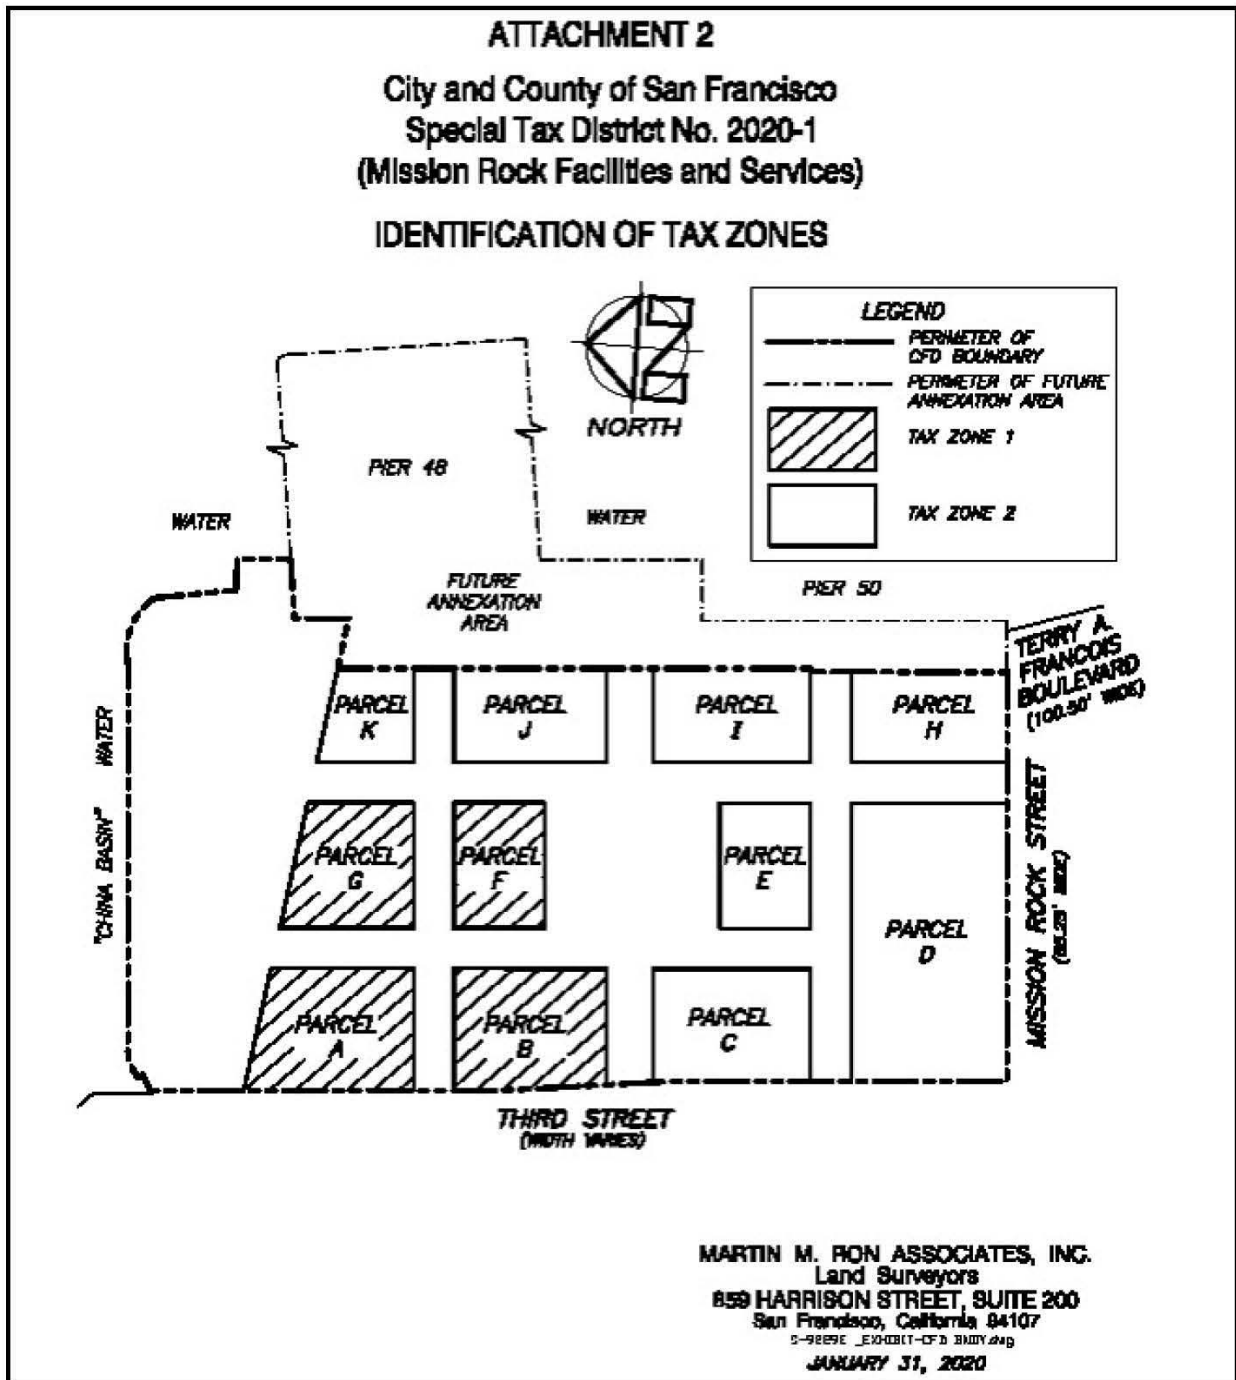 ATTACHMENT 2
City and County of San Francisco
Special Tax District No. 2020-1
(Mission Rock Facilities and Services)
IDENTIFICATION OF TAX ZONES
LEGEND
PERIMETER OF
CFD BOUNDARY
PERIMETER OF FUTURE
ANNEXATION AREA
TAX ZONE 1
TAX ZONE 2
NORTH
PIER 48
WATER
WATER
FUTURE
ANNEXATION
AREA
PIER 50
TERRY A.
FRANCOIS
BOULEVARD
(100.50' WIDE)
PARCEL
K
PARCEL
J
PARCEL
I
PARCEL
H
"CHINA BASIN" WATER
PARCEL
G
PARCEL
F
PARCEL
E
PARCEL
D
MISSION ROCK STREET
WIDE)
PARCEL
A
PARCEL
B
PARCEL
C
THIRD STREET
(WIDTH VARIES)
MARTIN M. RON ASSOCIATES, INC.
Land Surveyors
859 HARRISON STREET, SUITE 200
San Francisco, California 94107
JANUARY 31, 2020